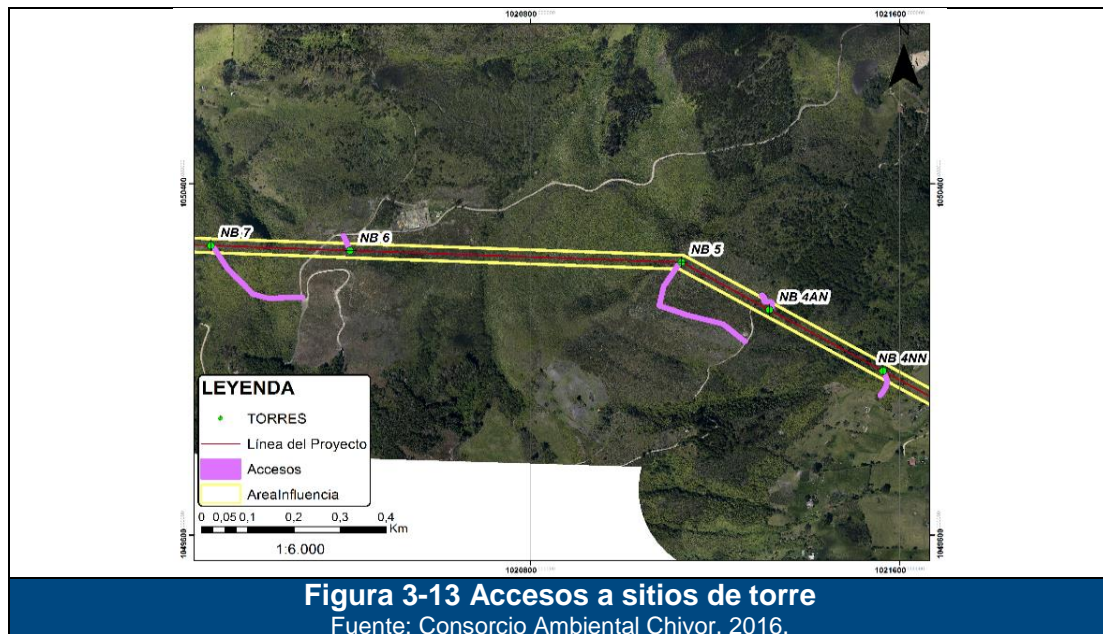 1020800
1021600
N
1050400
1050400
NB 7
NB 6
NB 5
NB 4AN
NB 4NN
LEYENDA
TORRES
Línea del Proyecto
Accesos
AreaInfluencia
0 0,05 0,1 0,2 0,3 0,4
Km
1:6.000
1049600
1049600
1020800
1021600
Figura 3-13 Accesos a sitios de torre
Fuente: Consorcio Ambiental Chivor, 2016.